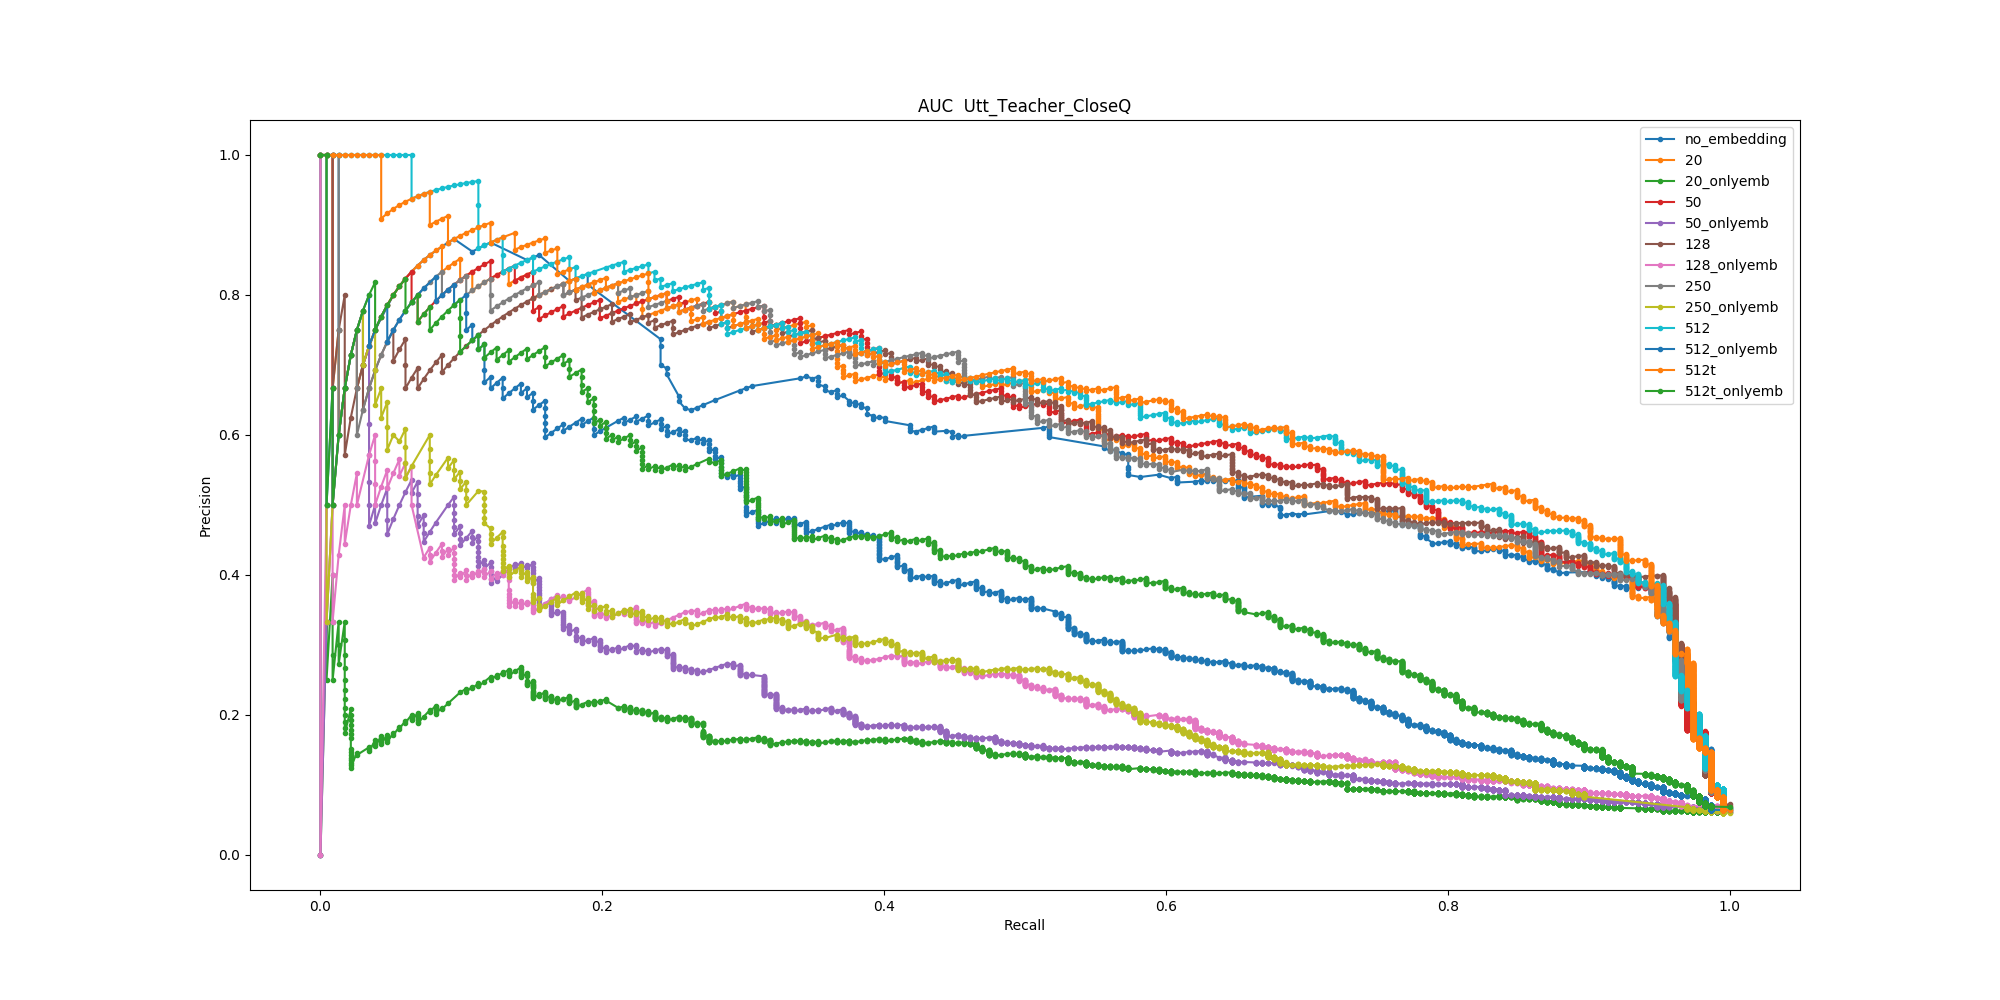 AUC  Utt_Teacher_CloseQ
no_embedding
20
20_onlyemb
50
50_onlyemb
128
128_onlyemb
250
250_onlyemb
512
512_onlyemb
512t
512t_onlyemb
Precision
1.0
0.8
0.6
0.4
0.2
0.0
0.0 0.2 0.4 0.6 0.8 1.0
Recall